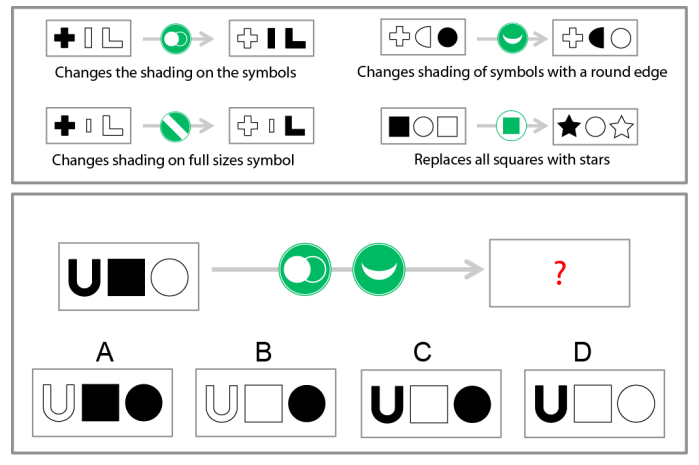 Changes the shading on the symbols
Changes shading of symbols with a round edge
Changes shading on full sizes symbol
Replaces all squares with stars
?
A B C D